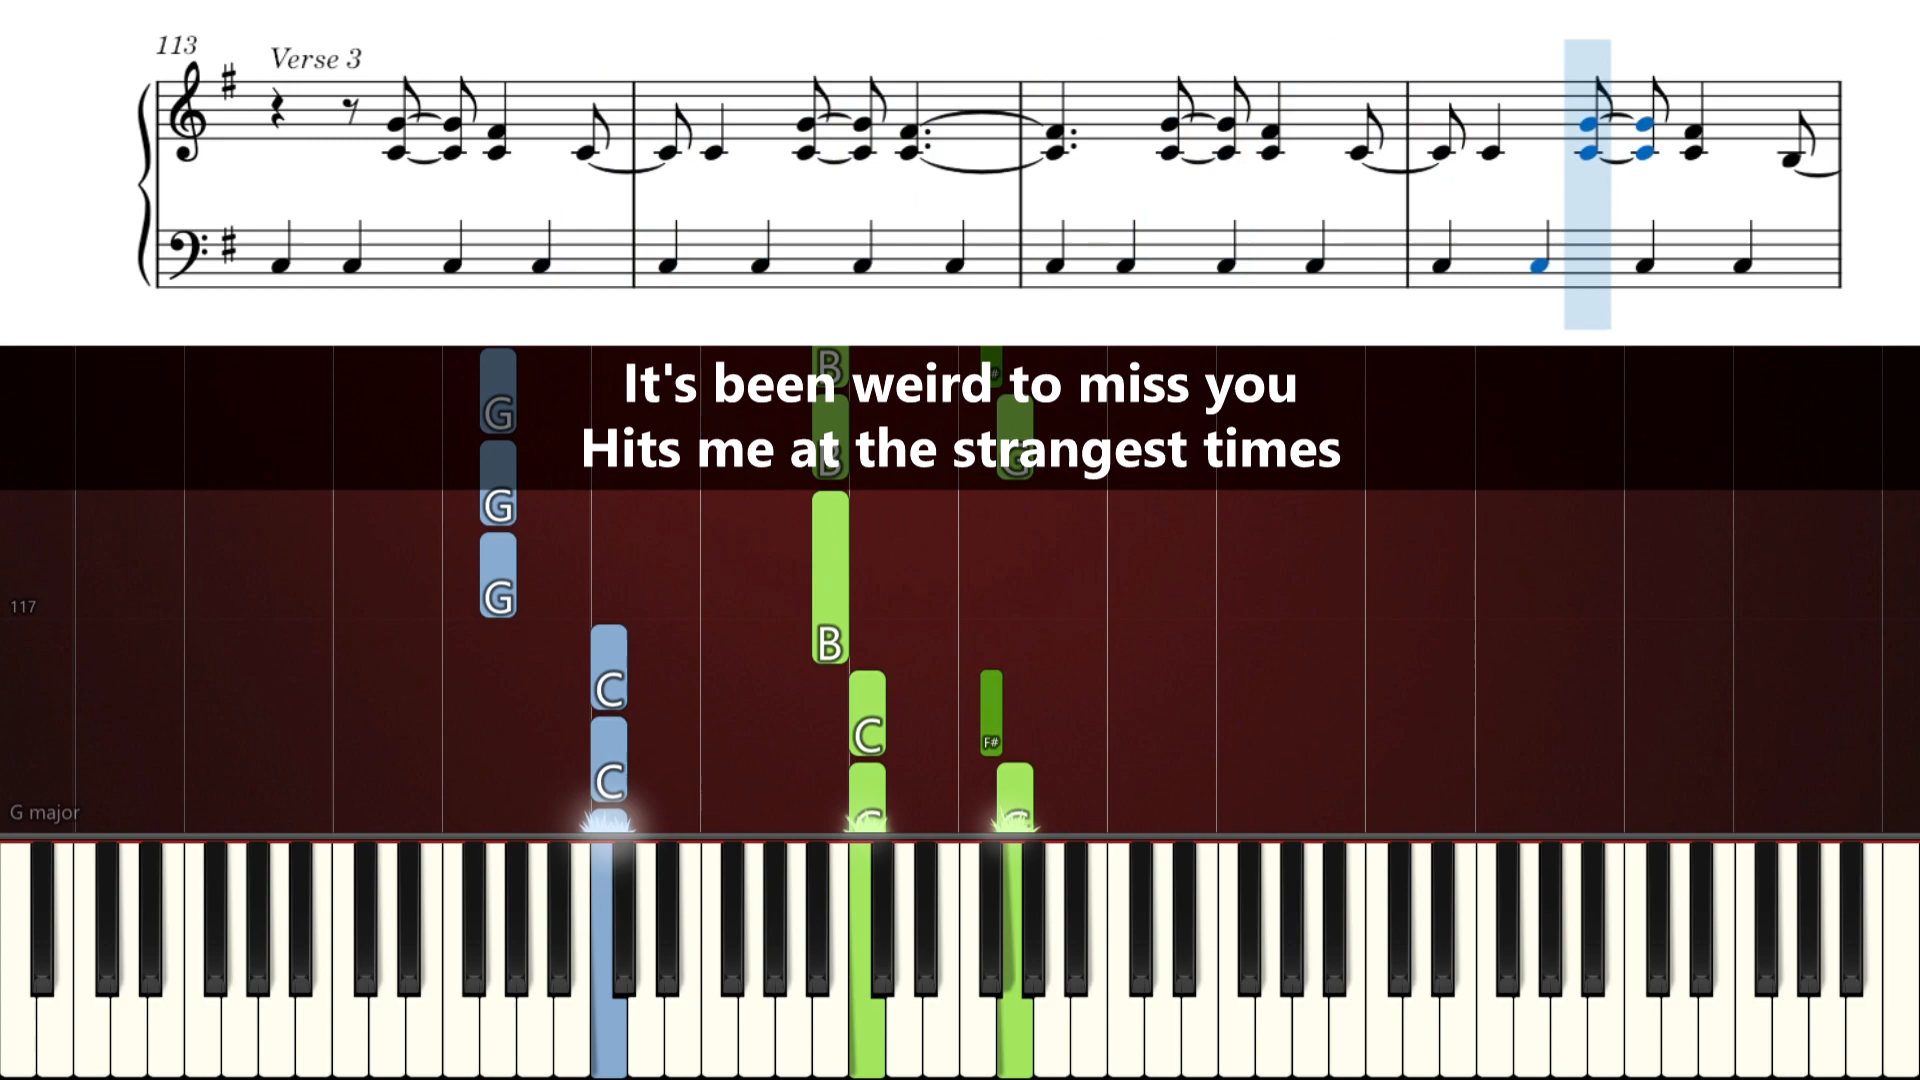 113
Verse 3
B
#
It's been weird to miss you
G
B
G
Hits me at the strangest times
G
G
117
B
C
C
F#
C
G major